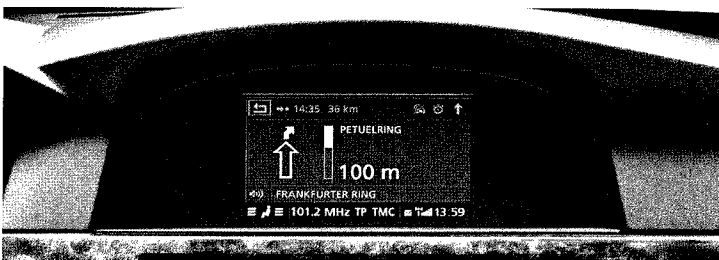 14:35 36 km
PETUELRING
100 m
FRANKFURTER RING
101.2 MHz TP TMC 13:59